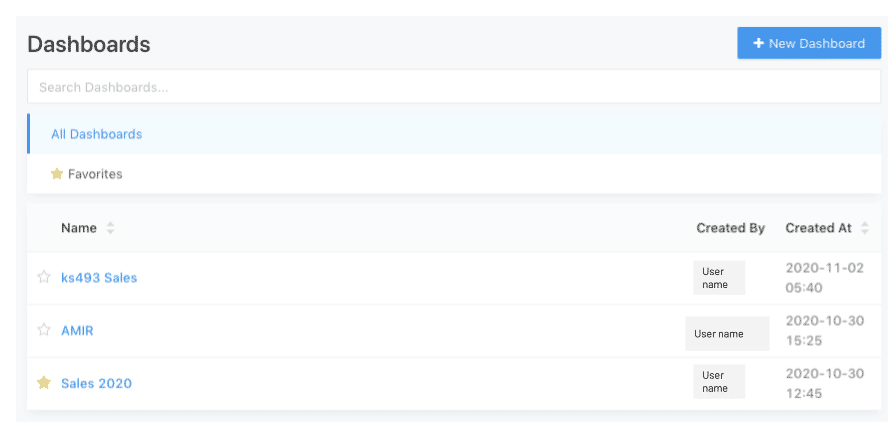 Dashboards
+ New Dashboard
Search Dashboards...
All Dashboards
Favorites
Name Created By Created At
ks493 Sales User name 2020-11-02 05:40
AMIR User name 2020-10-30 15:25
Sales 2020 User name 2020-10-30 12:45